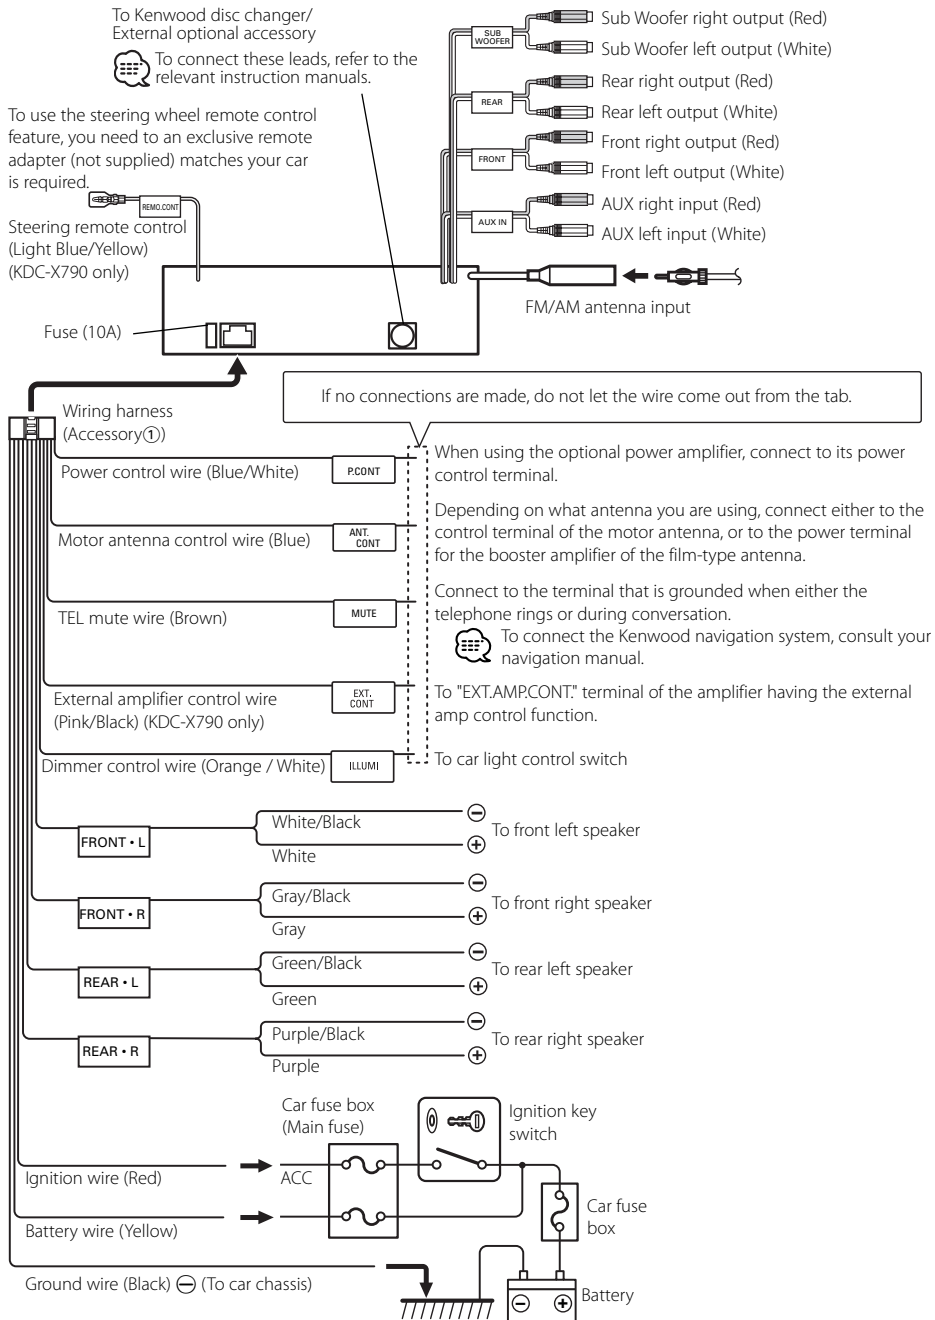 To Kenwood disc changer/
External optional accessory
To connect these leads, refer to the
relevant instruction manuals.
To use the steering wheel remote control
feature, you need to an exclusive remote
adapter (not supplied) matches your car
is required.
REMO.CONT
Steering remote control
(Light Blue/Yellow)
(KDC-X790 only)
Fuse (10A)
SUB
WOOFER
Sub Woofer right output (Red)
Sub Woofer left output (White)
REAR
Rear right output (Red)
Rear left output (White)
FRONT
Front right output (Red)
Front left output (White)
AUX IN
AUX right input (Red)
AUX left input (White)
FM/AM antenna input
If no connections are made, do not let the wire come out from the tab.
Wiring harness
(Accessory①)
Power control wire (Blue/White)
P.CONT
When using the optional power amplifier, connect to its power
control terminal.
Motor antenna control wire (Blue)
ANT.
CONT
Depending on what antenna you are using, connect either to the
control terminal of the motor antenna, or to the power terminal
for the booster amplifier of the film-type antenna.
TEL mute wire (Brown)
MUTE
Connect to the terminal that is grounded when either the
telephone rings or during conversation.
To connect the Kenwood navigation system, consult your
navigation manual.
External amplifier control wire
(Pink/Black) (KDC-X790 only)
EXT.
CONT
To "EXT.AMP.CONT." terminal of the amplifier having the external
amp control function.
Dimmer control wire (Orange / White)
ILLUMI
To car light control switch
FRONT • L
White/Black
⊖
White
⊕
To front left speaker
FRONT • R
Gray/Black
⊖
Gray
⊕
To front right speaker
REAR • L
Green/Black
⊖
Green
⊕
To rear left speaker
REAR • R
Purple/Black
⊖
Purple
⊕
To rear right speaker
Car fuse box
(Main fuse)
Ignition key
switch
Ignition wire (Red)
ACC
Battery wire (Yellow)
Car fuse
box
Ground wire (Black) ⊖ (To car chassis)
⊖ ⊕
Battery